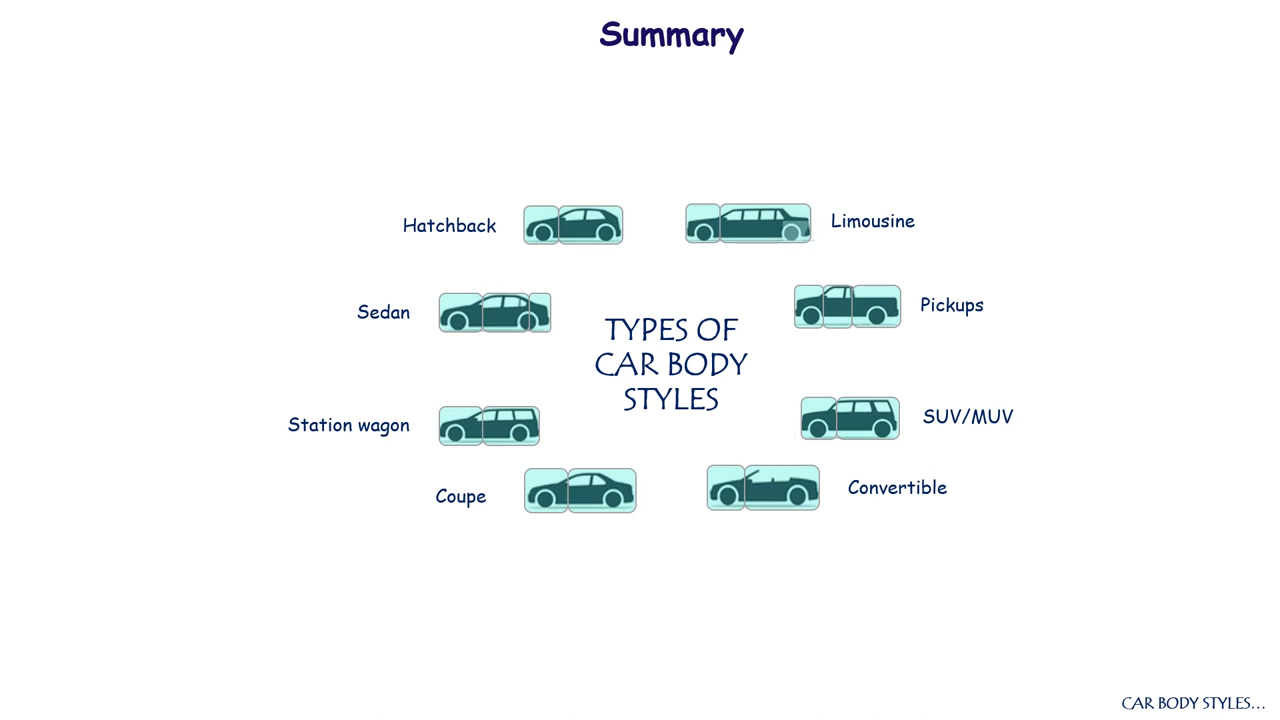 Summary
Hatchback
Limousine
Sedan
Pickups
TYPES OF
CAR BODY
STYLES
Station wagon
SUV/MUV
Coupe
Convertible
CAR BODY STYLES...